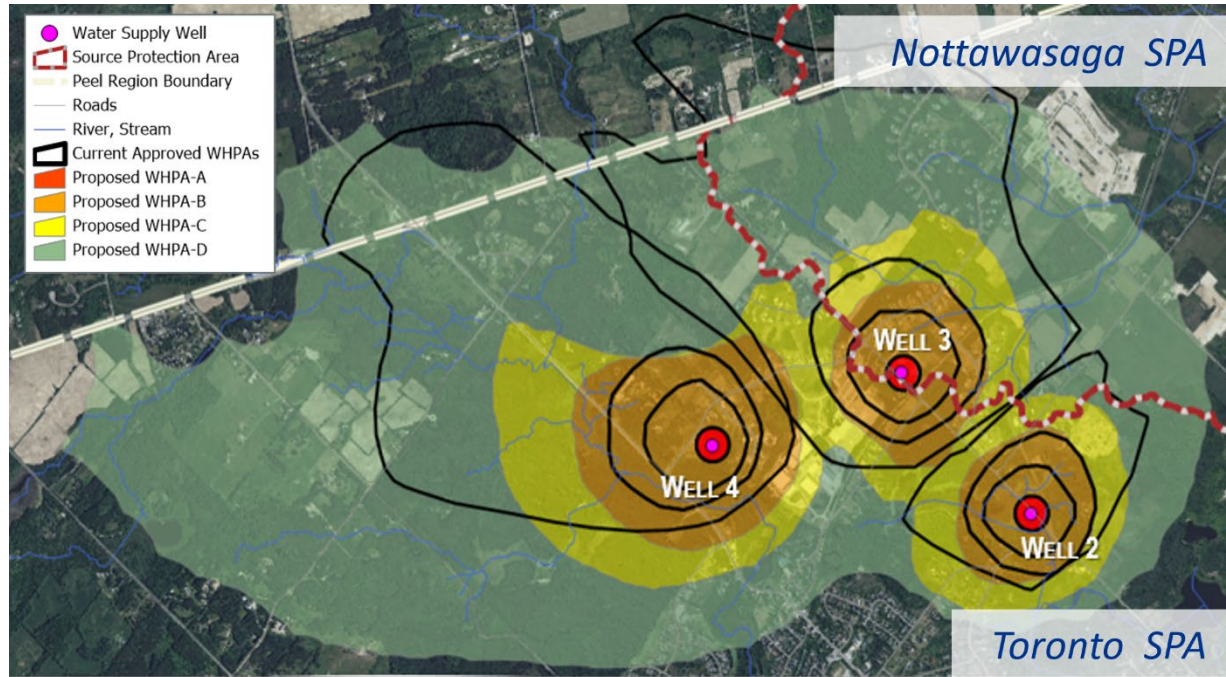 Water Supply Well
Source Protection Area
Peel Region Boundary
Roads
River, Stream
Current Approved WHPAs
Proposed WHPA-A
Proposed WHPA-B
Proposed WHPA-C
Proposed WHPA-D
Nottawasaga SPA
WELL 3
WELL 4
WELL 2
Toronto SPA